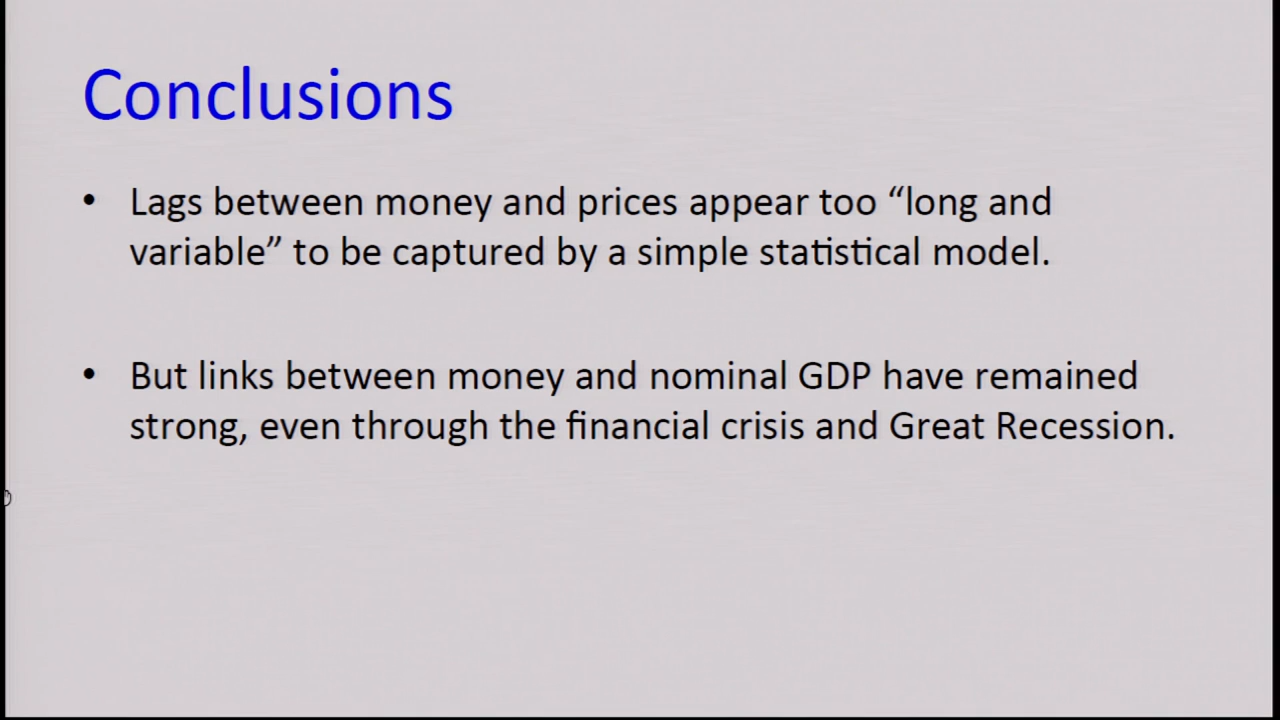 Conclusions
• Lags between money and prices appear too “long and
variable” to be captured by a simple statistical model.
• But links between money and nominal GDP have remained
strong, even through the financial crisis and Great Recession.